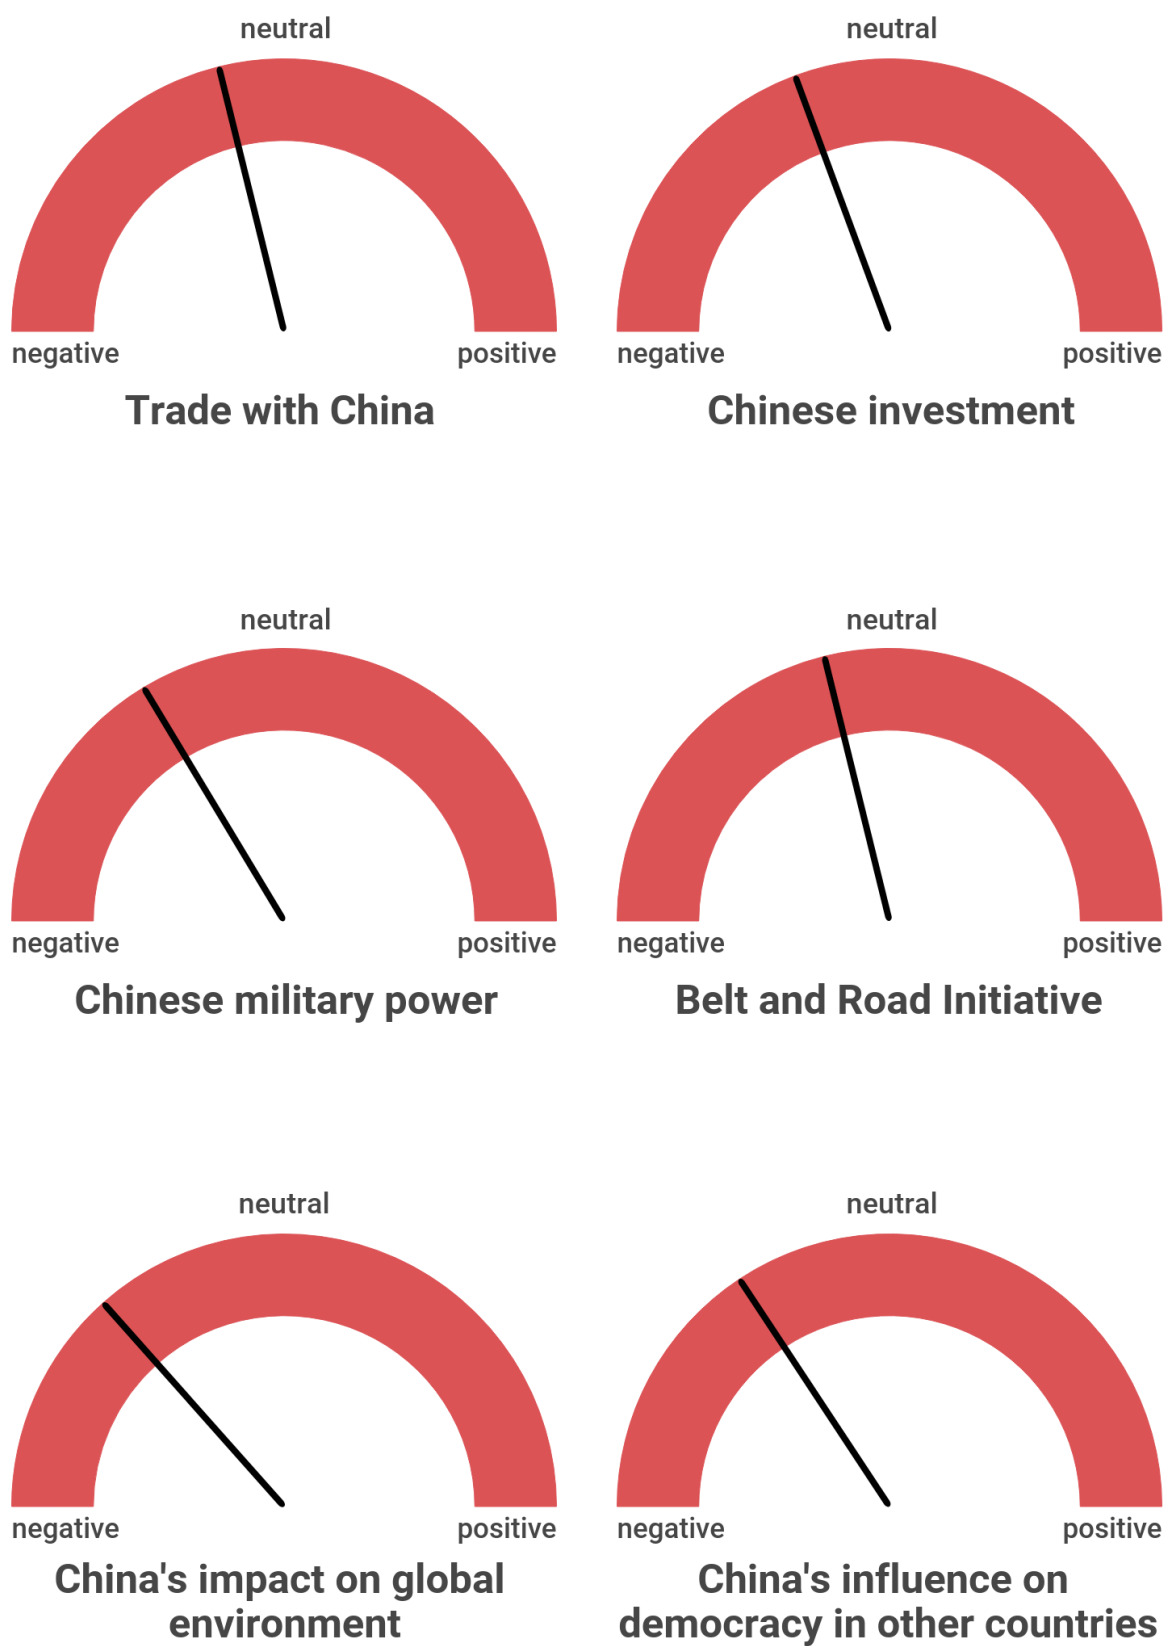 neutral
neutral
negative
positive
negative
positive
Trade with China
Chinese investment
neutral
neutral
negative
positive
negative
positive
Chinese military power
Belt and Road Initiative
neutral
neutral
negative
positive
negative
positive
China's impact on global
environment
China's influence on
democracy in other countries